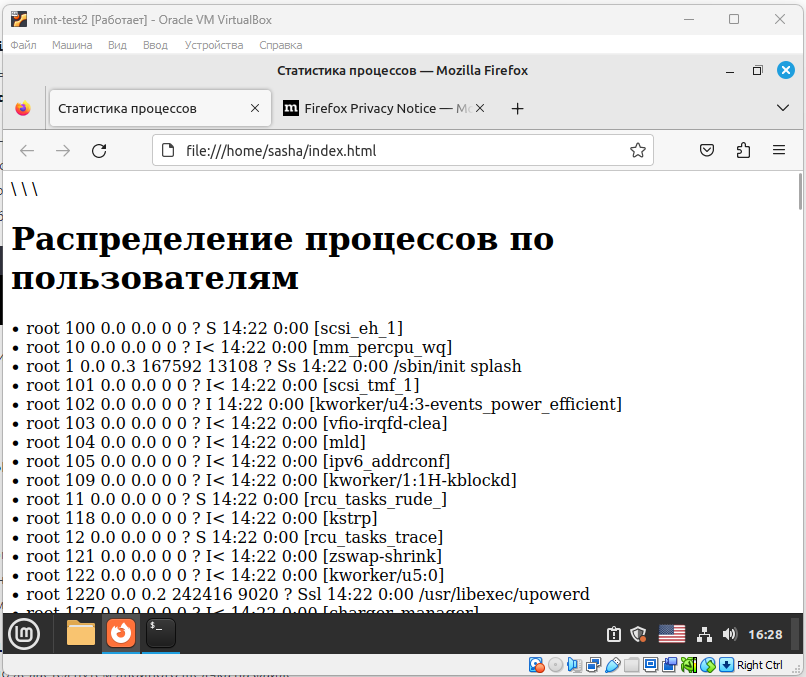 mint-test2 [Работает] - Oracle VM VirtualBox
Файл Машина Вид Ввод Устройства Справка
Статистика процессов — Mozilla Firefox
Статистика процессов Firefox Privacy Notice — Mo
file:///home/sasha/index.html
\ \ \
Распределение процессов по
пользователям
• root 100 0.0 0.0 0 0 ? S 14:22 0:00 [scsi_eh_1]
• root 10 0.0 0.0 0 0 ? I< 14:22 0:00 [mm_percpu_wq]
• root 1 0.0 0.3 167592 13108 ? Ss 14:22 0:00 /sbin/init splash
• root 101 0.0 0.0 0 0 ? I< 14:22 0:00 [scsi_tmf_1]
• root 102 0.0 0.0 0 0 ? I 14:22 0:00 [kworker/u4:3-events_power_efficient]
• root 103 0.0 0.0 0 0 ? I< 14:22 0:00 [vfio-irqfd-clea]
• root 104 0.0 0.0 0 0 ? I< 14:22 0:00 [mld]
• root 105 0.0 0.0 0 0 ? I< 14:22 0:00 [ipv6_addrconf]
• root 109 0.0 0.0 0 0 ? I< 14:22 0:00 [kworker/1:1H-kblockd]
• root 11 0.0 0.0 0 0 ? S 14:22 0:00 [rcu_tasks_rude_]
• root 118 0.0 0.0 0 0 ? I< 14:22 0:00 [kstrp]
• root 12 0.0 0.0 0 0 ? S 14:22 0:00 [rcu_tasks_trace]
• root 121 0.0 0.0 0 0 ? I< 14:22 0:00 [zswap-shrink]
• root 122 0.0 0.0 0 0 ? I< 14:22 0:00 [kworker/u5:0]
• root 1220 0.0 0.2 242416 9020 ? Ssl 14:22 0:00 /usr/libexec/upowerd
• root 127 0.0 0.0 0 0 ? I< 14:22 0:00 [charger_manager]
16:28
Right Ctrl